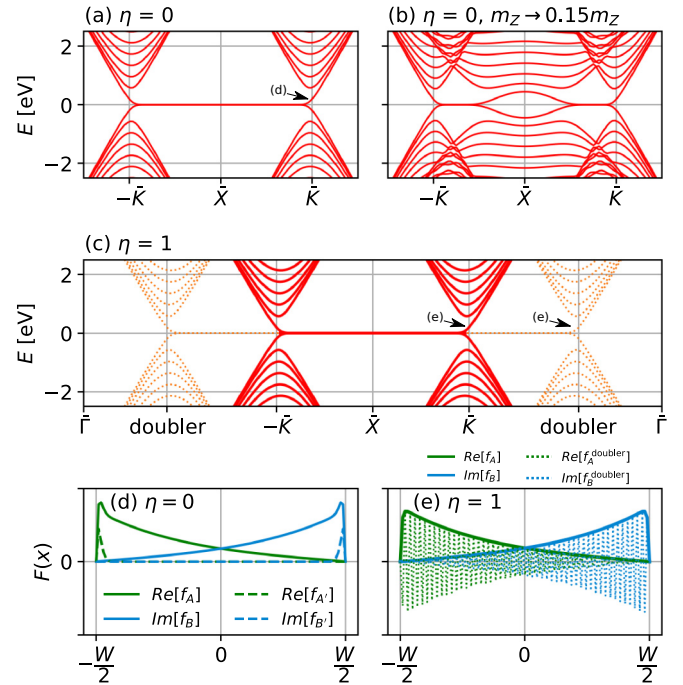 (a) η = 0
(b) η = 0, m_Z → 0.15m_Z
E [eV]
2
0
−2
(d)
−K̄
X̄
K̄
−K̄
X̄
K̄
(c) η = 1
E [eV]
2
0
−2
(e)
(e)
Γ̄
doubler
−K̄
X̄
K̄
doubler
Γ̄
Re[f_A]
Im[f_B]
Re[f_A^doubler]
Im[f_B^doubler]
(d) η = 0
(e) η = 1
F(x)
0
Re[f_A]
Im[f_B]
Re[f_A′]
Im[f_B′]
−W/2
0
W/2
−W/2
0
W/2